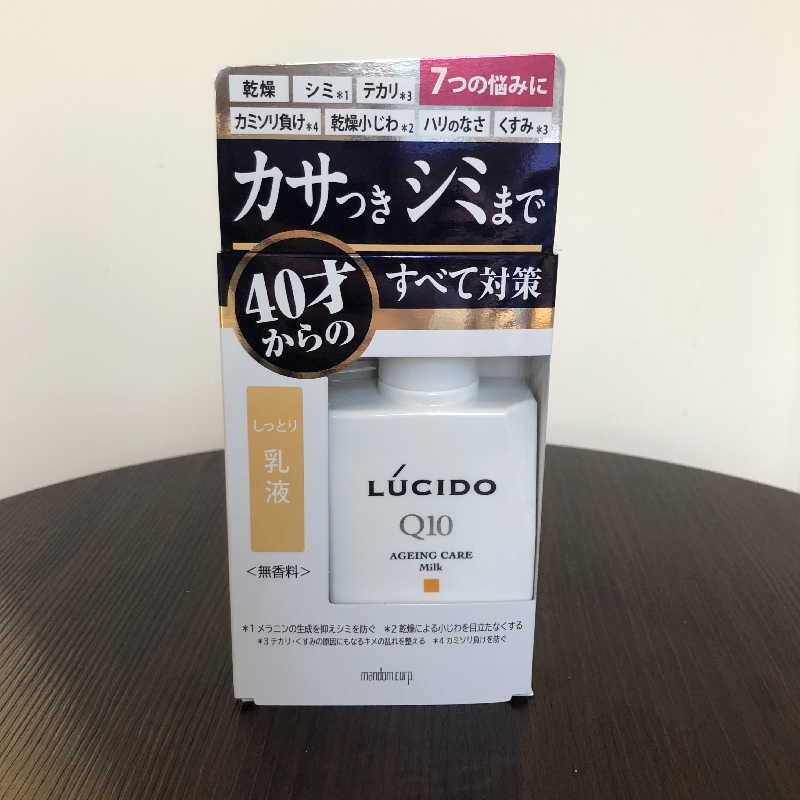 乾燥 シミ*1 テカリ*3 7つの悩みに
カミソリ負け*4 乾燥小じわ*2 ハリのなさ くすみ*3
カサつきシミまで
すべて対策
40才
からの
しっとり
乳液
<無香料>
LÚCIDO
Q10
AGEING CARE
Milk
*1 メラニンの生成を抑えシミを防ぐ *2 乾燥による小じわを目立たなくする
*3 テカリ・くすみの原因にもなるキメの乱れを整える *4 カミソリ負けを防ぐ
mandom corp.